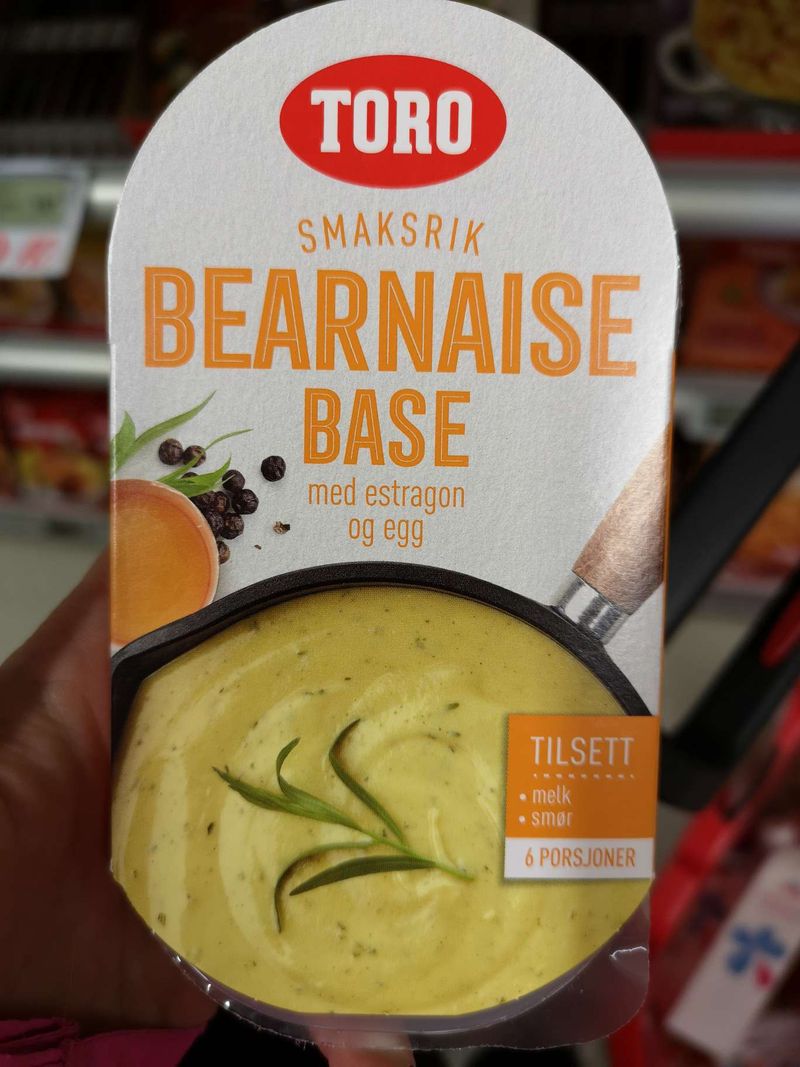 TORO
SMAKSRIK
BEARNAISE
BASE
med estragon
og egg
TILSETT
• melk
• smør
6 PORSJONER